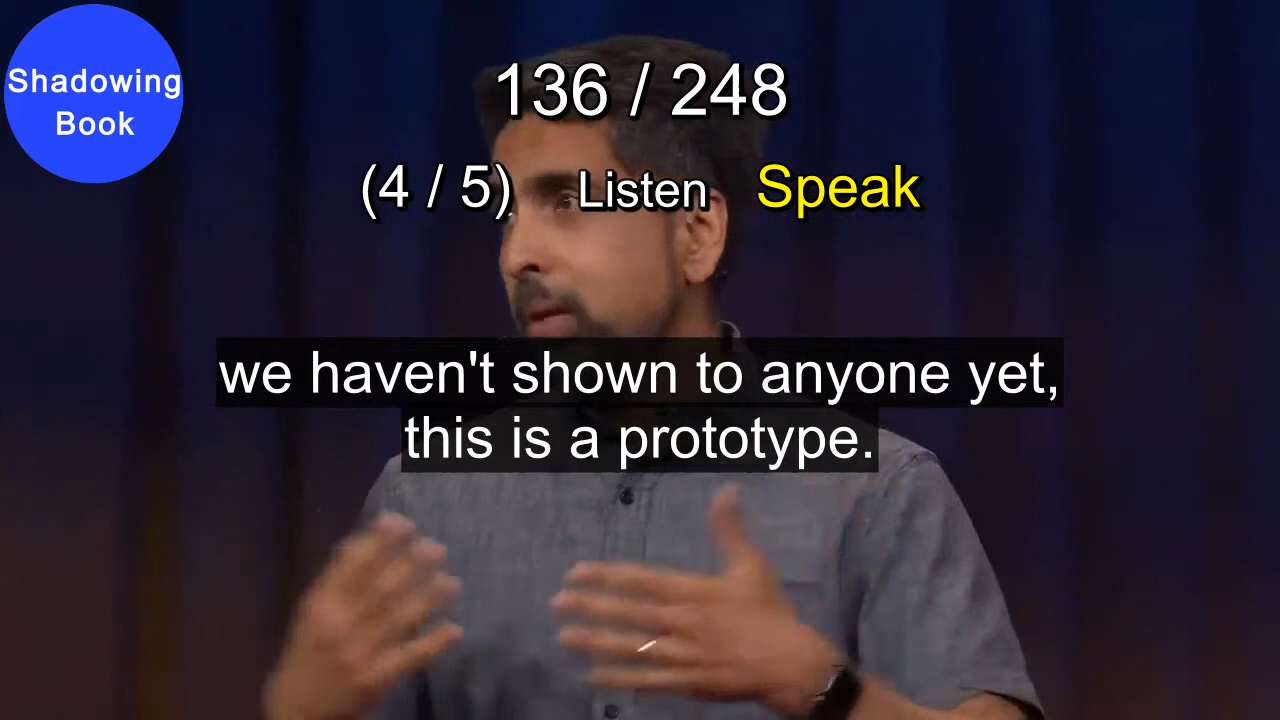 Shadowing
Book
136 / 248
(4 / 5) Listen Speak
we haven't shown to anyone yet,
this is a prototype.